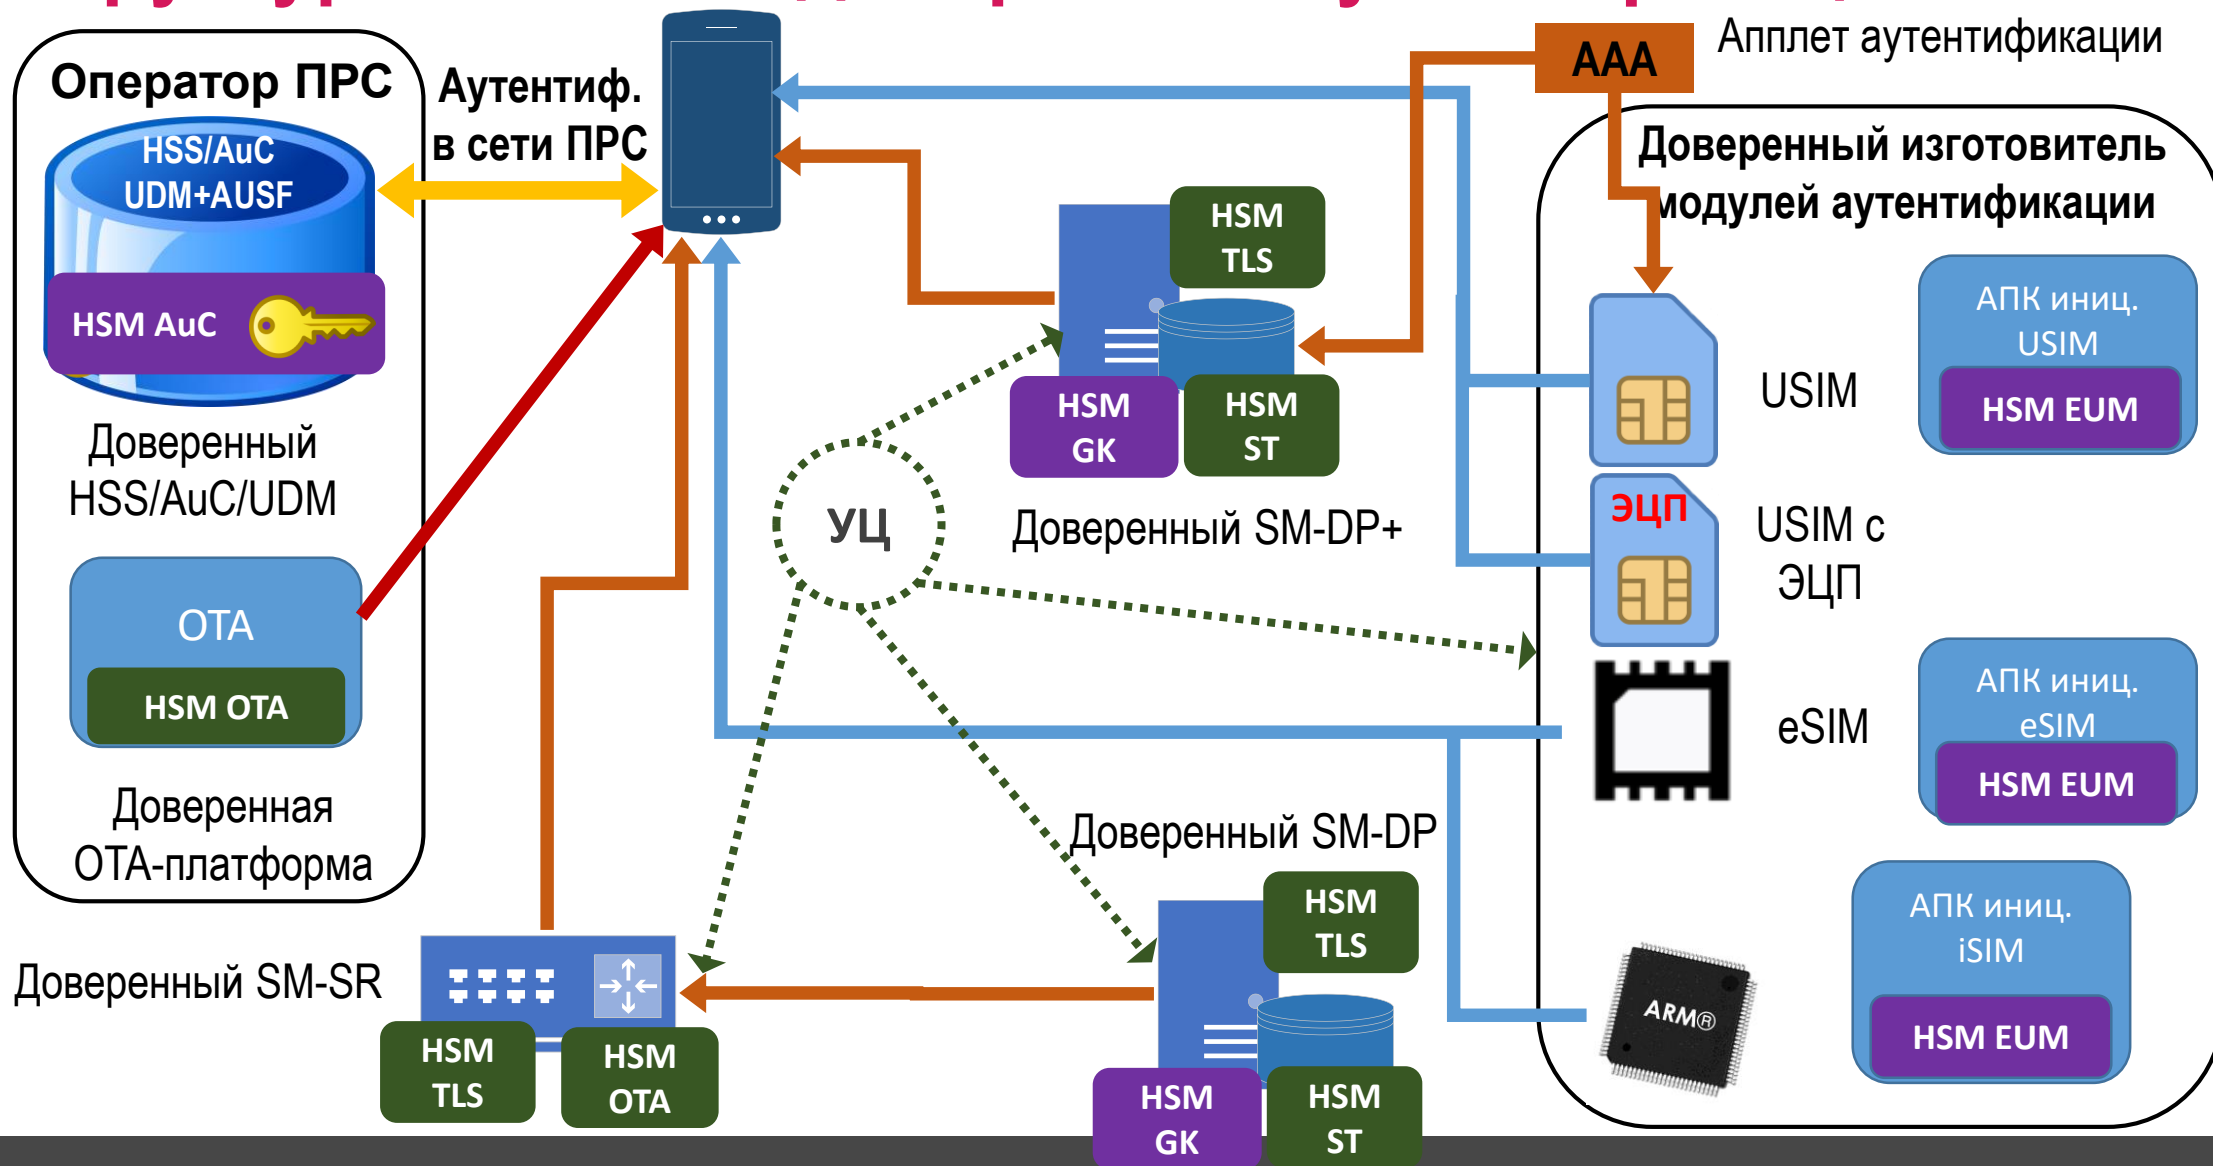 Оператор ПРС
HSS/AuC
UDM+AUSF
HSM AuC
Доверенный
HSS/AuC/UDM
OTA
HSM OTA
Доверенная
ОТА-платформа
Аутентиф.
в сети ПРС
HSM
TLS
HSM
GK
HSM
ST
Доверенный SM-DP+
УЦ
Доверенный SM-DP
HSM
TLS
HSM
GK
HSM
ST
Доверенный SM-SR
HSM
TLS
HSM
OTA
AAA
Апплет аутентификации
Доверенный изготовитель
модулей аутентификации
USIM
АПК иниц.
USIM
HSM EUM
ЭЦП
USIM с
ЭЦП
eSIM
АПК иниц.
eSIM
HSM EUM
ARM®
АПК иниц.
iSIM
HSM EUM